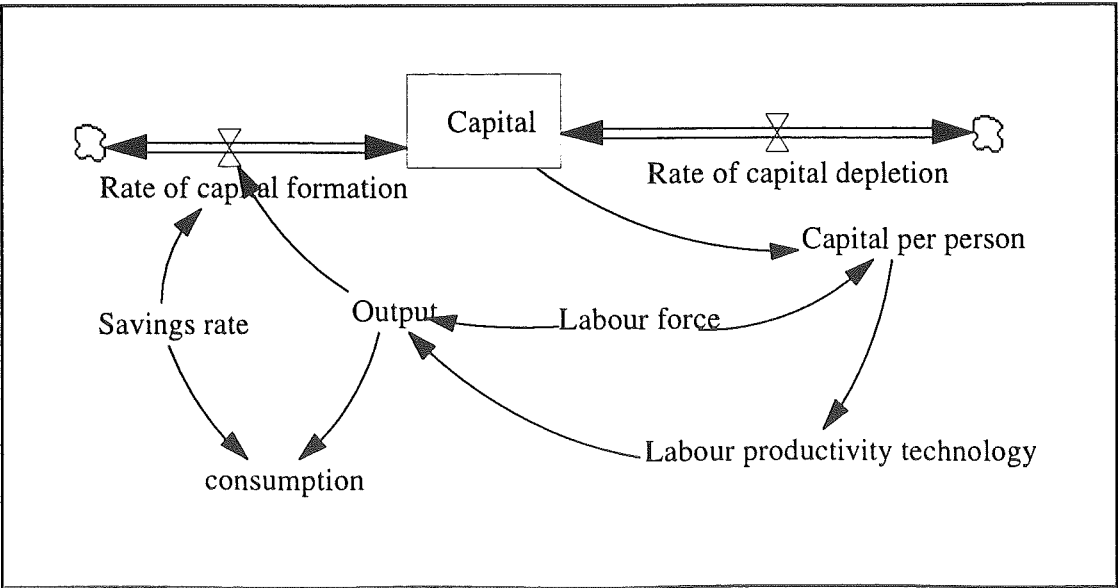 Capital
Rate of capital formation
Rate of capital depletion
Capital per person
Output
Labour force
Savings rate
Labour productivity technology
consumption